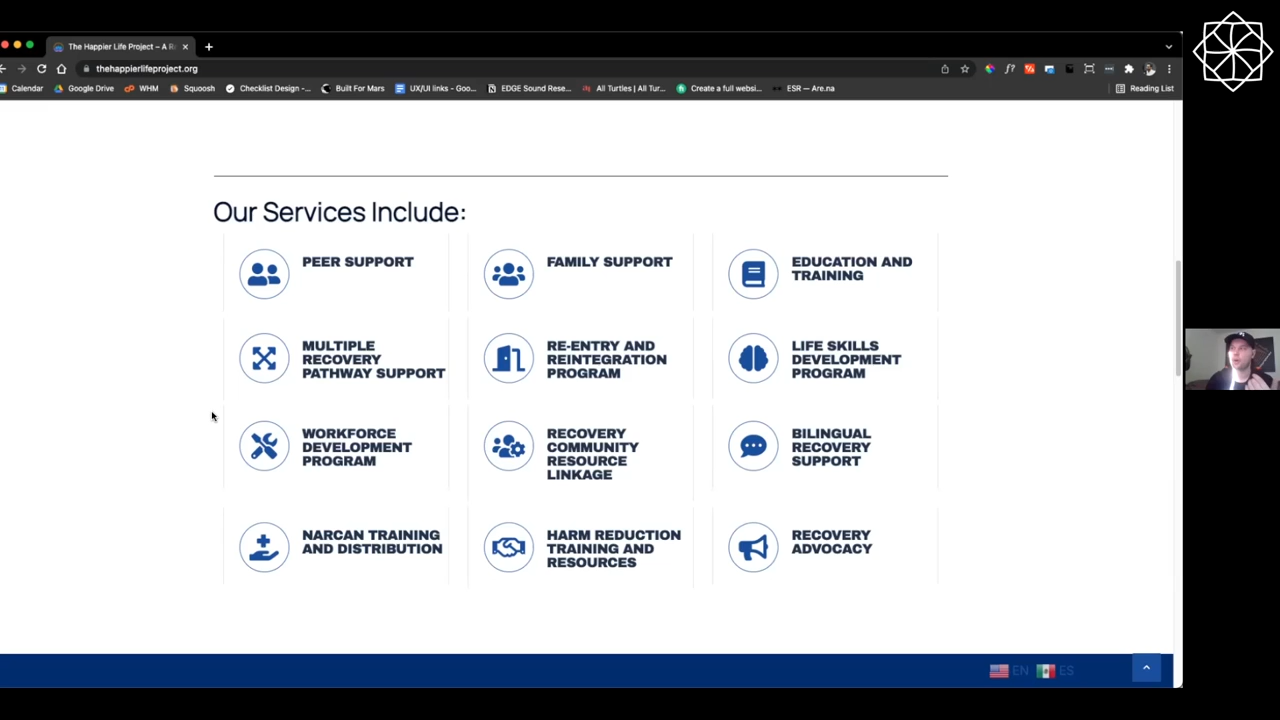 The Happier Life Project – A Re
thehappierlifeproject.org
Calendar
Google Drive
WHM
Squoosh
Checklist Design -...
Built For Mars
UX/UI links - Goo...
EDGE Sound Rese...
All Turtles | All Tur...
Create a full websi...
ESR — Are.na
Reading List
Our Services Include:
PEER SUPPORT
FAMILY SUPPORT
EDUCATION AND
TRAINING
MULTIPLE
RECOVERY
PATHWAY SUPPORT
RE-ENTRY AND
REINTEGRATION
PROGRAM
LIFE SKILLS
DEVELOPMENT
PROGRAM
WORKFORCE
DEVELOPMENT
PROGRAM
RECOVERY
COMMUNITY
RESOURCE
LINKAGE
BILINGUAL
RECOVERY
SUPPORT
NARCAN TRAINING
AND DISTRIBUTION
HARM REDUCTION
TRAINING AND
RESOURCES
RECOVERY
ADVOCACY
EN ES